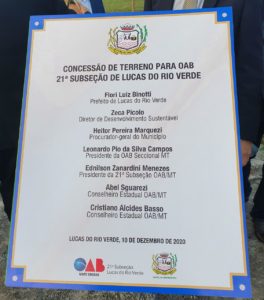 CONCESSÃO DE TERRENO PARA OAB
21ª SUBSEÇÃO DE LUCAS DO RIO VERDE
Fiori Luiz Binotti
Prefeito de Lucas do Rio Verde
Zeca Picolo
Diretor de Desenvolvimento Sustentável
Heitor Pereira Marquezi
Procurador-geral do Município
Leonardo Pio da Silva Campos
Presidente da OAB Seccional MT
Ednilson Zanardini Menezes
Presidente da 21ª Subseção OAB/MT
Abel Sguarezi
Conselheiro Estadual OAB/MT
Cristiano Alcides Basso
Conselheiro Estadual OAB/MT
LUCAS DO RIO VERDE, 10 DE DEZEMBRO DE 2020
OAB
MATO GROSSO
21ª Subseção
Lucas do Rio Verde